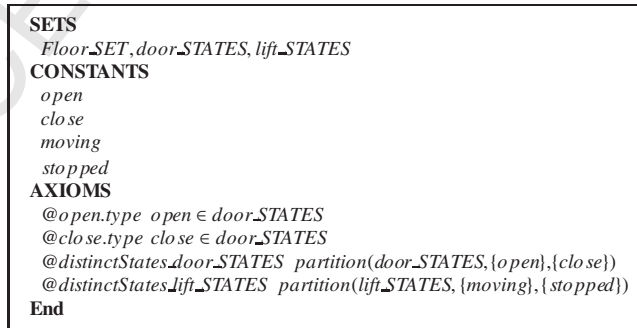 SETS
Floor_SET, door_STATES, lift_STATES
CONSTANTS
open
close
moving
stopped
AXIOMS
@open.type open ∈ door_STATES
@close.type close ∈ door_STATES
@distinctStates_door_STATES partition(door_STATES,{open},{close})
@distinctStates_lift_STATES partition(lift_STATES,{moving},{stopped})
End